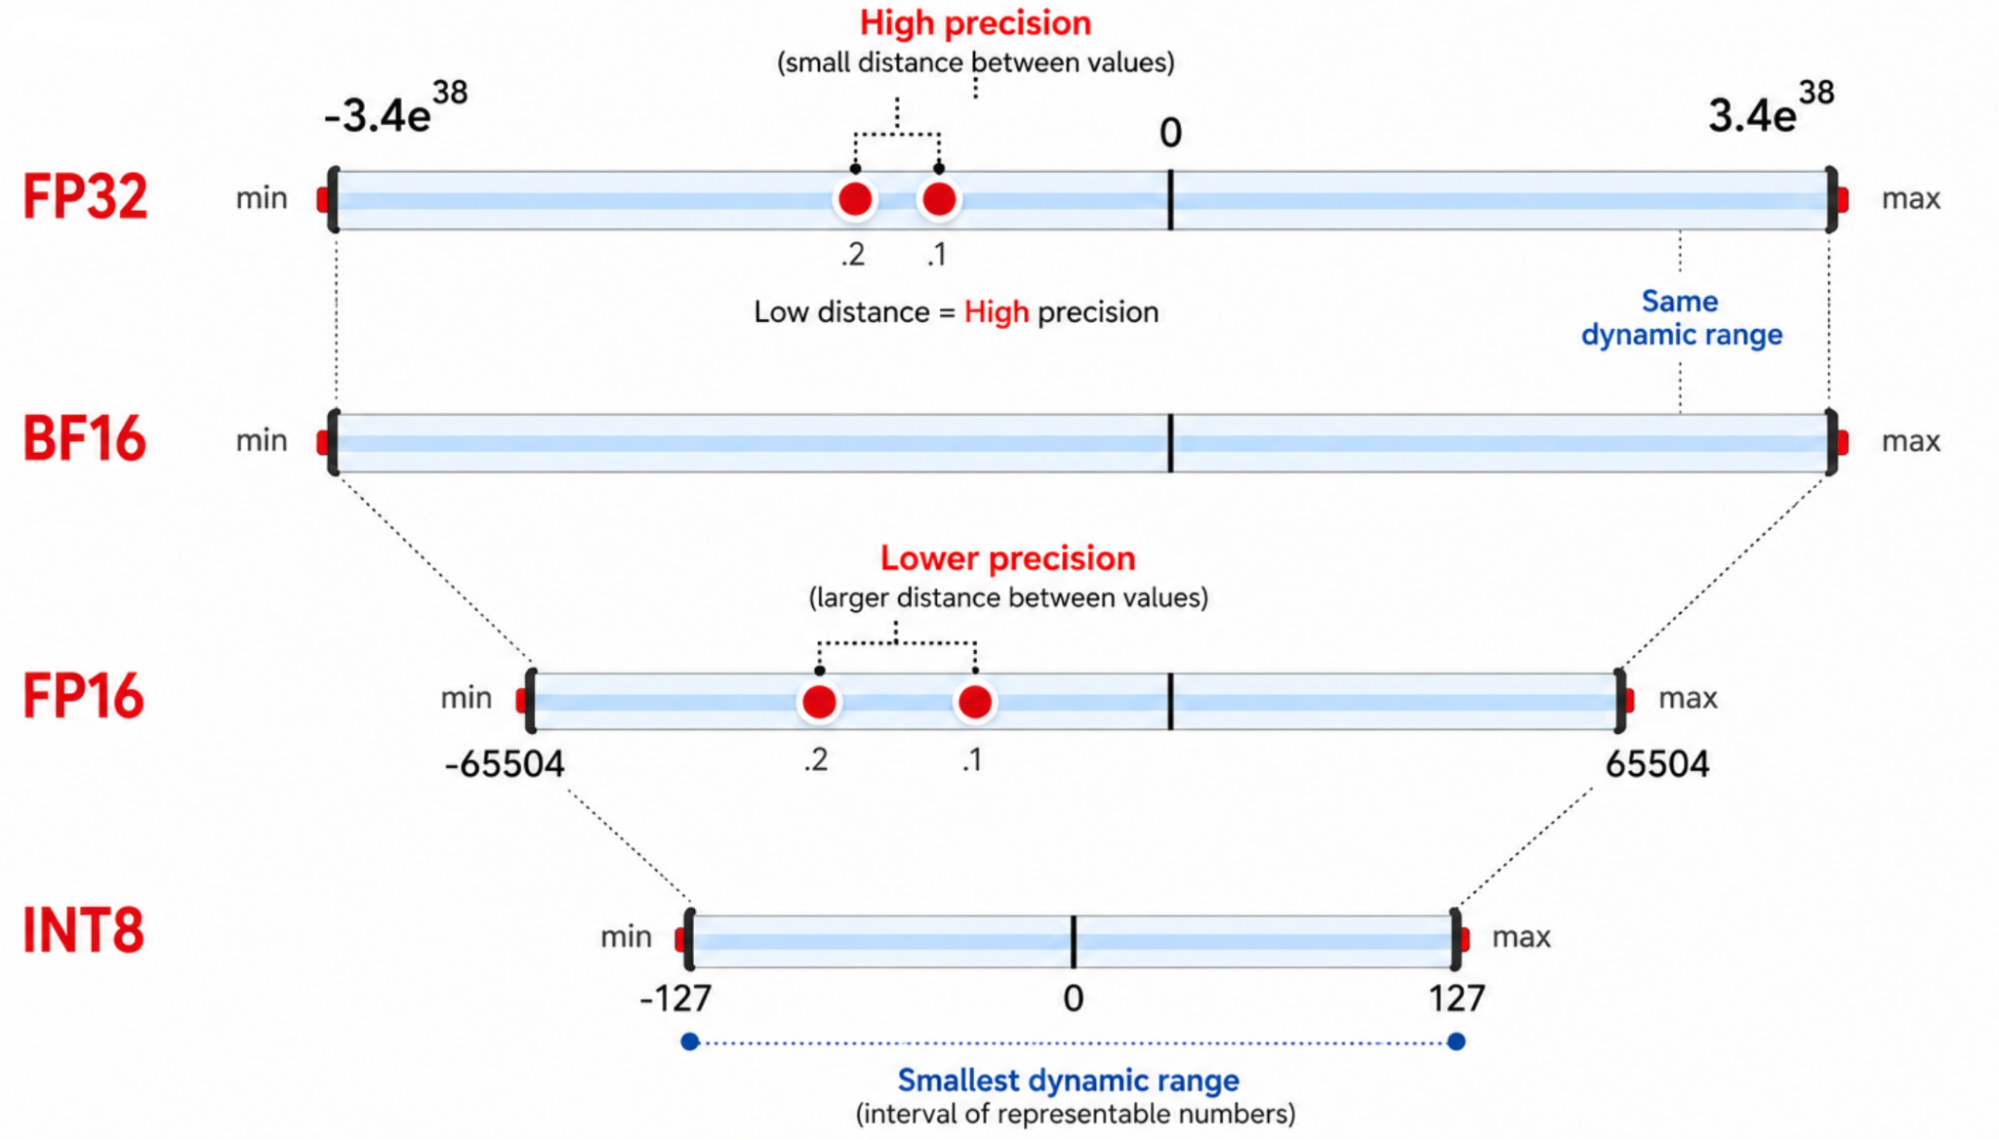 High precision
(small distance between values)
-3.4e³⁸
0
3.4e³⁸
FP32
min
max
.2
.1
Low distance = High precision
Same
dynamic range
BF16
min
max
Lower precision
(larger distance between values)
FP16
min
max
-65504
.2
.1
65504
INT8
min
max
-127
0
127
Smallest dynamic range
(interval of representable numbers)